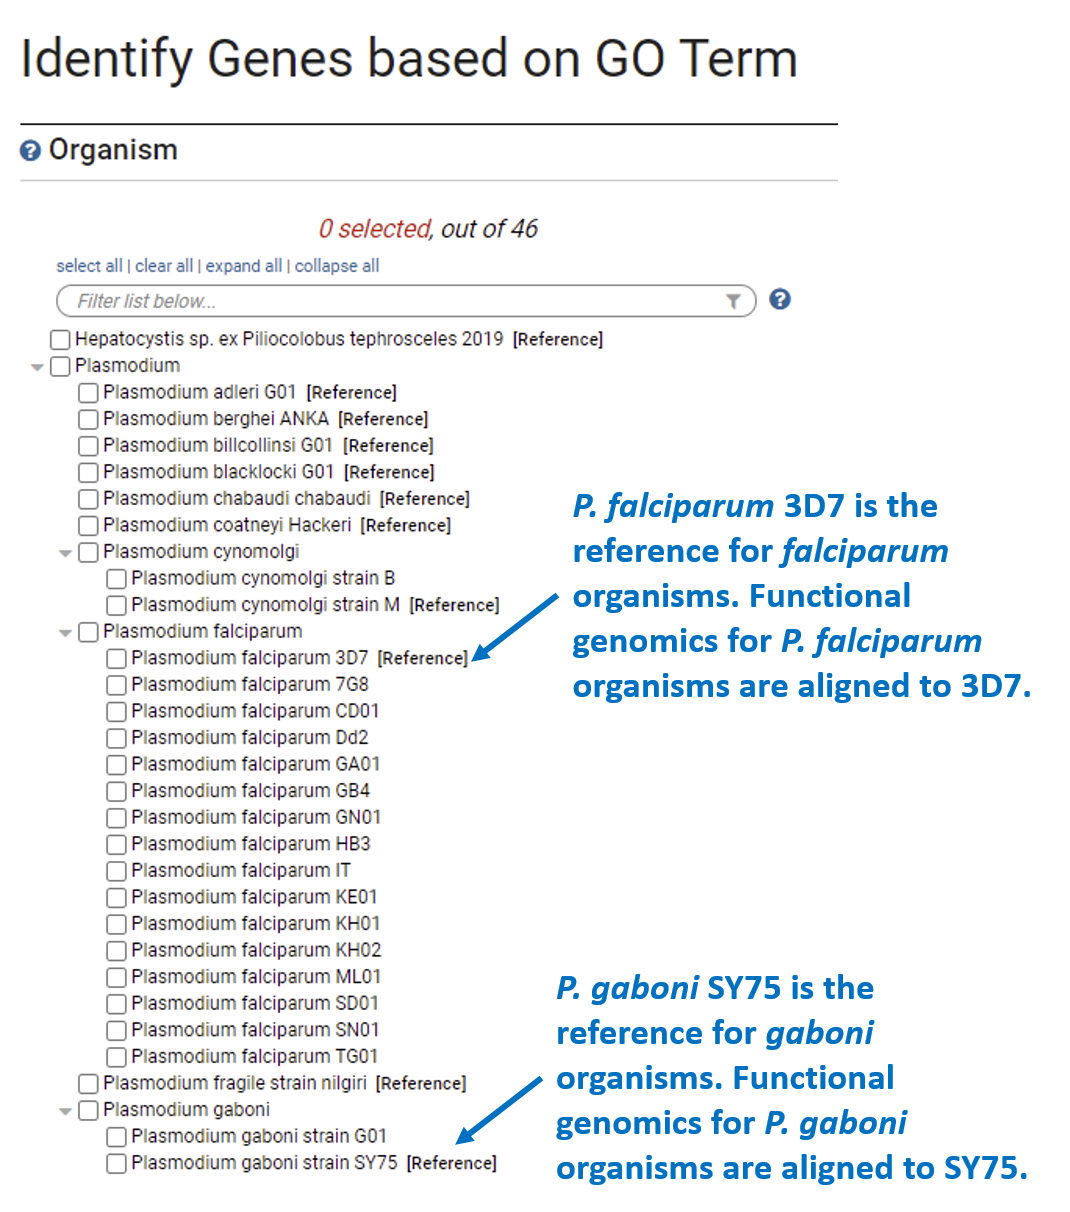 Identify Genes based on GO Term
Organism
0 selected, out of 46
select all | clear all | expand all | collapse all
Filter list below...
Hepatocystis sp. ex Piliocolobus tephrosceles 2019 [Reference]
Plasmodium
Plasmodium adleri G01 [Reference]
Plasmodium berghei ANKA [Reference]
Plasmodium billcollinsi G01 [Reference]
Plasmodium blacklocki G01 [Reference]
Plasmodium chabaudi chabaudi [Reference]
Plasmodium coatneyi Hackeri [Reference]
Plasmodium cynomolgi
Plasmodium cynomolgi strain B
Plasmodium cynomolgi strain M [Reference]
Plasmodium falciparum
Plasmodium falciparum 3D7 [Reference]
Plasmodium falciparum 7G8
Plasmodium falciparum CD01
Plasmodium falciparum Dd2
Plasmodium falciparum GA01
Plasmodium falciparum GB4
Plasmodium falciparum GN01
Plasmodium falciparum HB3
Plasmodium falciparum IT
Plasmodium falciparum KE01
Plasmodium falciparum KH01
Plasmodium falciparum KH02
Plasmodium falciparum ML01
Plasmodium falciparum SD01
Plasmodium falciparum SN01
Plasmodium falciparum TG01
Plasmodium fragile strain nilgiri [Reference]
Plasmodium gaboni
Plasmodium gaboni strain G01
Plasmodium gaboni strain SY75 [Reference]
P. falciparum 3D7 is the
reference for falciparum
organisms. Functional
genomics for P. falciparum
organisms are aligned to 3D7.
P. gaboni SY75 is the
reference for gaboni
organisms. Functional
genomics for P. gaboni
organisms are aligned to SY75.